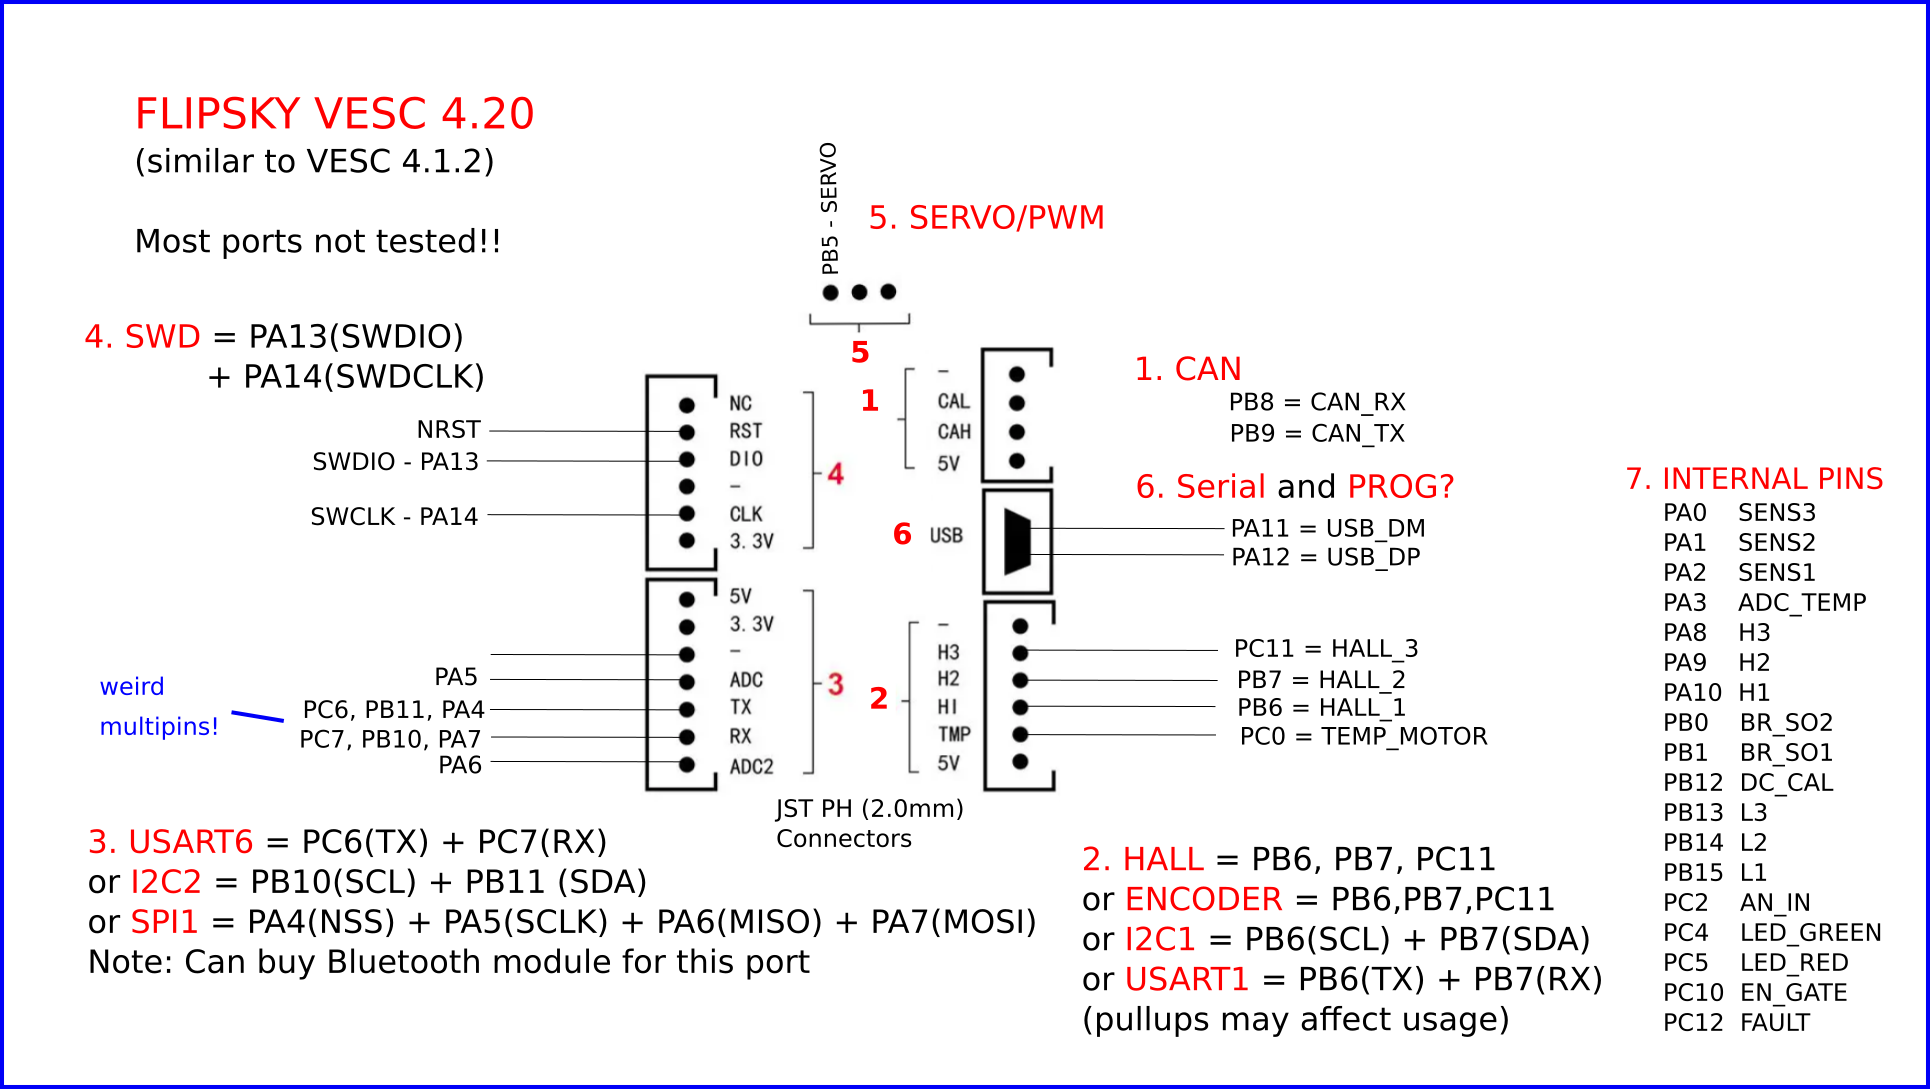 FLIPSKY VESC 4.20
(similar to VESC 4.1.2)
Most ports not tested!!
PB5 - SERVO
5. SERVO/PWM
5
4. SWD = PA13(SWDIO)
+ PA14(SWDCLK)
NRST
SWDIO - PA13
SWCLK - PA14
NC
RST
DIO
–
CLK
3.3V
4
1
–
CAL
CAH
5V
1. CAN
PB8 = CAN_RX
PB9 = CAN_TX
6. Serial and PROG?
6 USB
PA11 = USB_DM
PA12 = USB_DP
5V
3.3V
–
ADC
TX
RX
ADC2
3
PA5
weird
multipins!
PC6, PB11, PA4
PC7, PB10, PA7
PA6
2
–
H3
H2
HI
TMP
5V
PC11 = HALL_3
PB7 = HALL_2
PB6 = HALL_1
PC0 = TEMP_MOTOR
JST PH (2.0mm)
Connectors
3. USART6 = PC6(TX) + PC7(RX)
or I2C2 = PB10(SCL) + PB11 (SDA)
or SPI1 = PA4(NSS) + PA5(SCLK) + PA6(MISO) + PA7(MOSI)
Note: Can buy Bluetooth module for this port
2. HALL = PB6, PB7, PC11
or ENCODER = PB6,PB7,PC11
or I2C1 = PB6(SCL) + PB7(SDA)
or USART1 = PB6(TX) + PB7(RX)
(pullups may affect usage)
7. INTERNAL PINS
PA0 SENS3
PA1 SENS2
PA2 SENS1
PA3 ADC_TEMP
PA8 H3
PA9 H2
PA10 H1
PB0 BR_SO2
PB1 BR_SO1
PB12 DC_CAL
PB13 L3
PB14 L2
PB15 L1
PC2 AN_IN
PC4 LED_GREEN
PC5 LED_RED
PC10 EN_GATE
PC12 FAULT